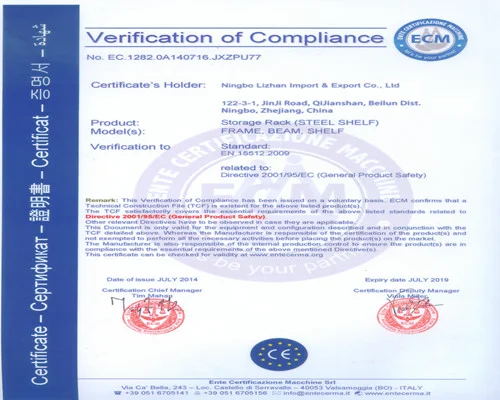 Verification of Compliance
ENTE CERTIFICAZIONE MACCHINE
ECM
No. EC.1282.0A140716.JXZPU77
Certificate's Holder: Ningbo Lizhan Import & Export Co., Ltd
122-3-1, JinJi Road, QiJianshan, Beilun Dist.
Ningbo, Zhejiang, China
Product: Storage Rack (STEEL SHELF)
Model(s): FRAME, BEAM, SHELF
Verification to Standard:
EN 15512:2009
related to:
Directive 2001/95/EC (General Product Safety)
Remark: This Verification of Compliance has been issued on a voluntary basis. ECM confirms that a
Technical Construction File (TCF) is existent for the above listed product(s).
The TCF satisfactorily covers the essential requirements of the above listed standards related to
Directive 2001/95/EC (General Product Safety)
Other relevant Directives have to be observed in case they are applicable.
This Document is only valid for the equipment and configuration described and in conjunction with the
TCF detailed above. Whereas the Manufacturer is responsible of the certification of the product(s) and
not exempted to perform all the necessary activities before placing the product(s) on the market.
The Manufacturer is also responsible of the internal production control to ensure the product(s) are in
compliance with the essential requirements of the above mentioned Directive(s).
This certificate can be checked for validity at www.entecerma.org
Date of issue JULY 2014 Expiry date JULY 2019
Certification Chief Manager Certification Deputy Manager
CE
Ente Certificazione Macchine Srl
Via Ca' Bella, 243 – Loc. Castello di Serravalle – 40053 Valsamoggia (BO) - ITALY
+39 051 6705141 +39 051 6705156 info@entecerma.it www.entecerma.it
Certificate – Сертификат – 證明書 – Certificat – 증명서 – شهادة